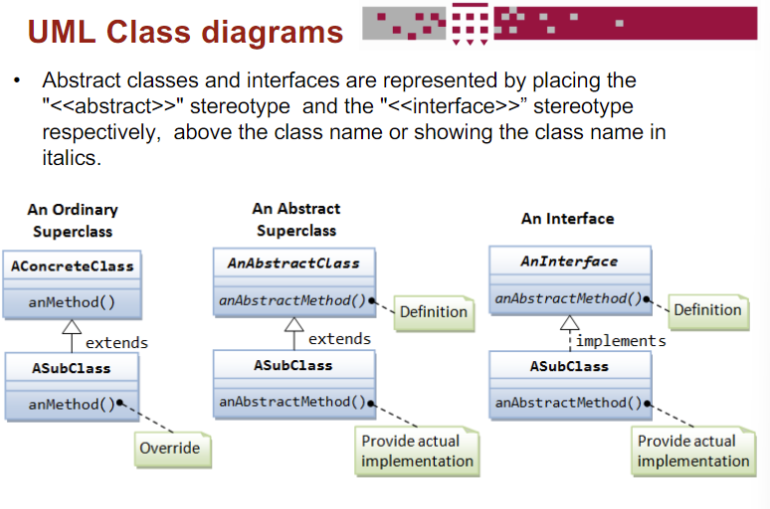 UML Class diagrams
• Abstract classes and interfaces are represented by placing the
"<<abstract>>" stereotype and the "<<interface>>” stereotype
respectively, above the class name or showing the class name in
italics.
An Ordinary
Superclass
AConcreteClass
anMethod()
extends
ASubClass
anMethod()
Override
An Abstract
Superclass
AnAbstractClass
anAbstractMethod()
Definition
extends
ASubClass
anAbstractMethod()
Provide actual
implementation
An Interface
AnInterface
anAbstractMethod()
Definition
implements
ASubClass
anAbstractMethod()
Provide actual
implementation